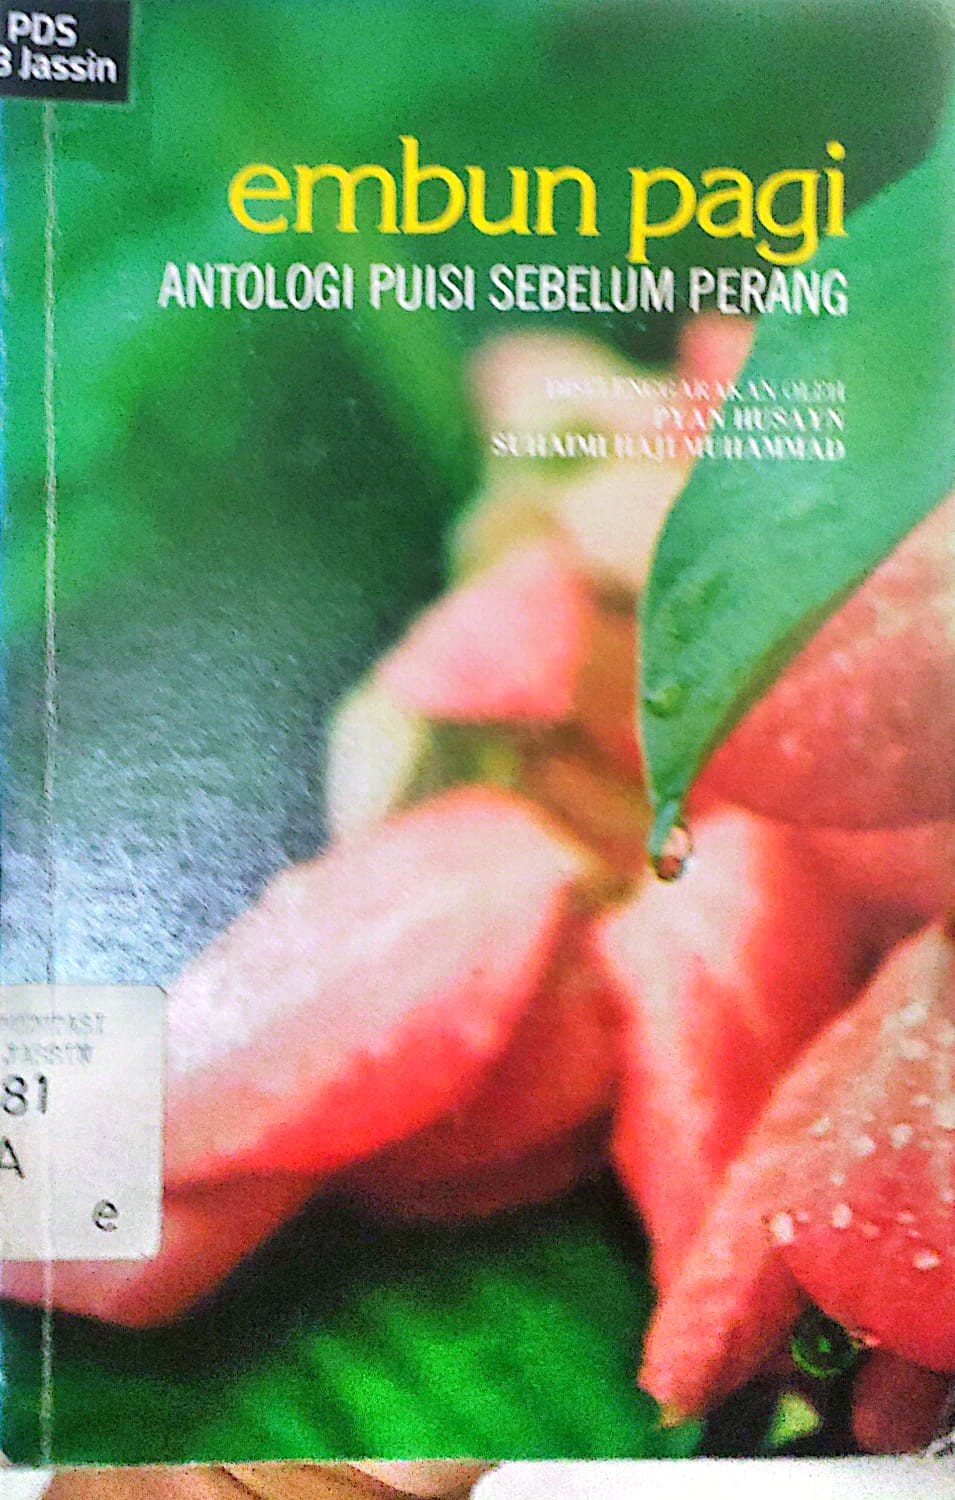 PDS
B Jassin
embun pagi
ANTOLOGI PUISI SEBELUM PERANG
DISELENGGARAKAN OLEH
PYAN HUSAYN
SUHAIMI HAJI MUHAMMAD
JASSIN
81
A
e